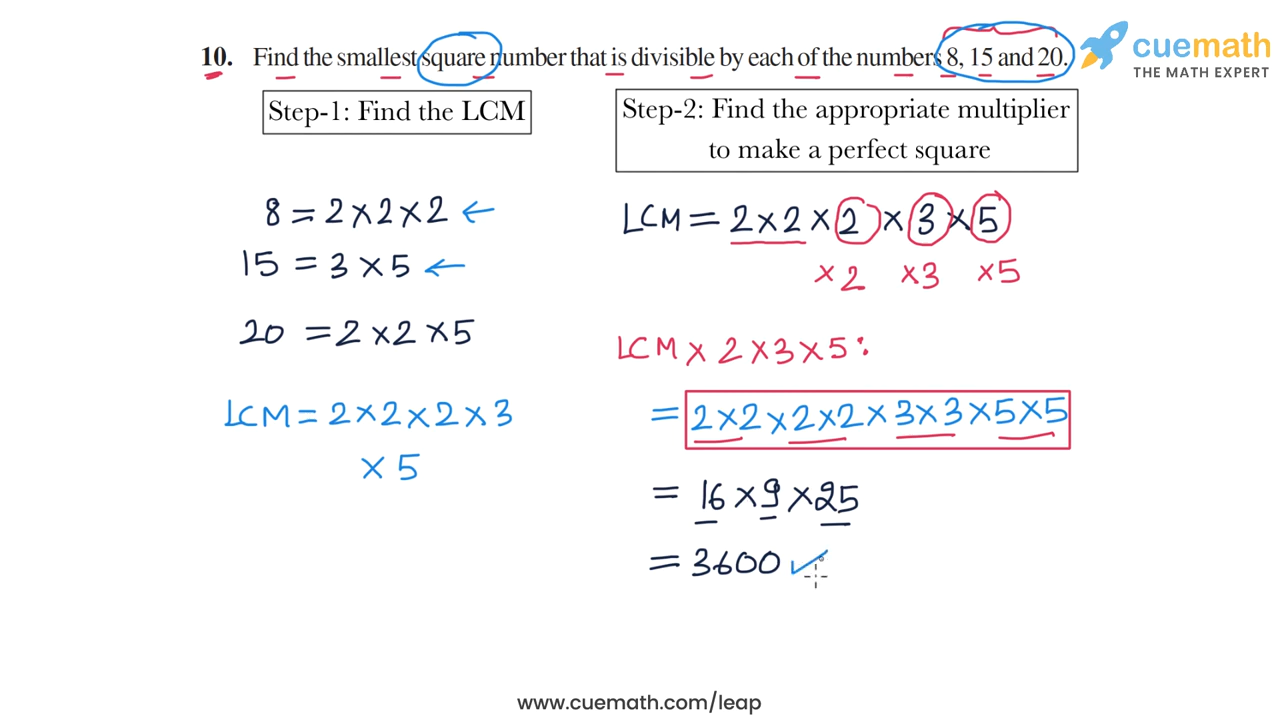 10. Find the smallest square number that is divisible by each of the numbers 8, 15 and 20.
cuemath
THE MATH EXPERT
Step-1: Find the LCM
8 = 2 × 2 × 2 ←
15 = 3 × 5 ←
20 = 2 × 2 × 5
LCM = 2 × 2 × 2 × 3
× 5
Step-2: Find the appropriate multiplier
to make a perfect square
LCM = 2 × 2 × 2 × 3 × 5
× 2 × 3 × 5
LCM × 2 × 3 × 5 :
= 2 × 2 × 2 × 2 × 3 × 3 × 5 × 5
= 16 × 9 × 25
= 3600 ✓
www.cuemath.com/leap